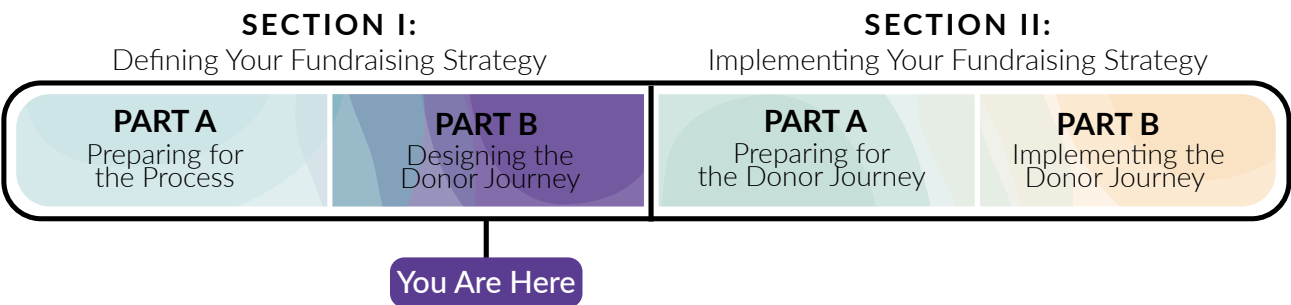 SECTION I:
Defining Your Fundraising Strategy
SECTION II:
Implementing Your Fundraising Strategy
PART A
Preparing for
the Process
PART B
Designing the
Donor Journey
PART A
Preparing for
the Donor Journey
PART B
Implementing the
Donor Journey
You Are Here